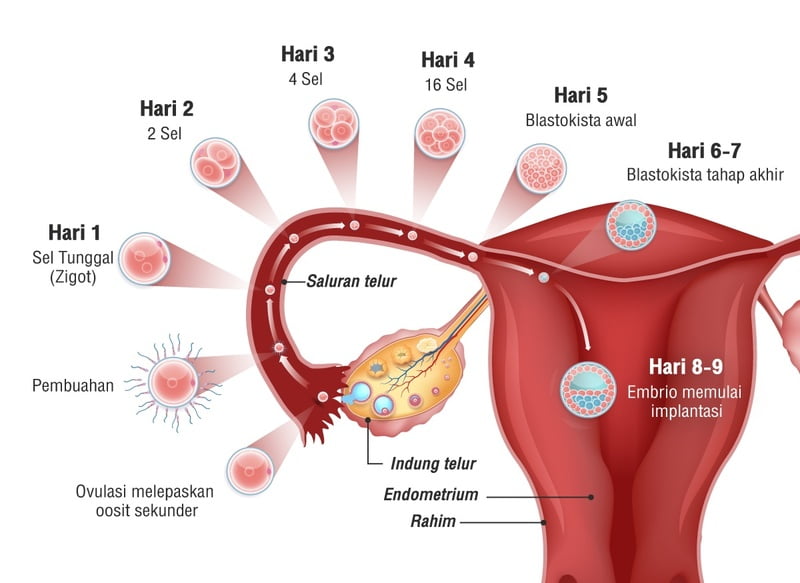 Hari 3
4 Sel
Hari 4
16 Sel
Hari 2
2 Sel
Hari 5
Blastokista awal
Hari 6-7
Blastokista tahap akhir
Hari 1
Sel Tunggal
(Zigot)
Saluran telur
Pembuahan
Hari 8-9
Embrio memulai
implantasi
Indung telur
Ovulasi melepaskan
oosit sekunder
Endometrium
Rahim